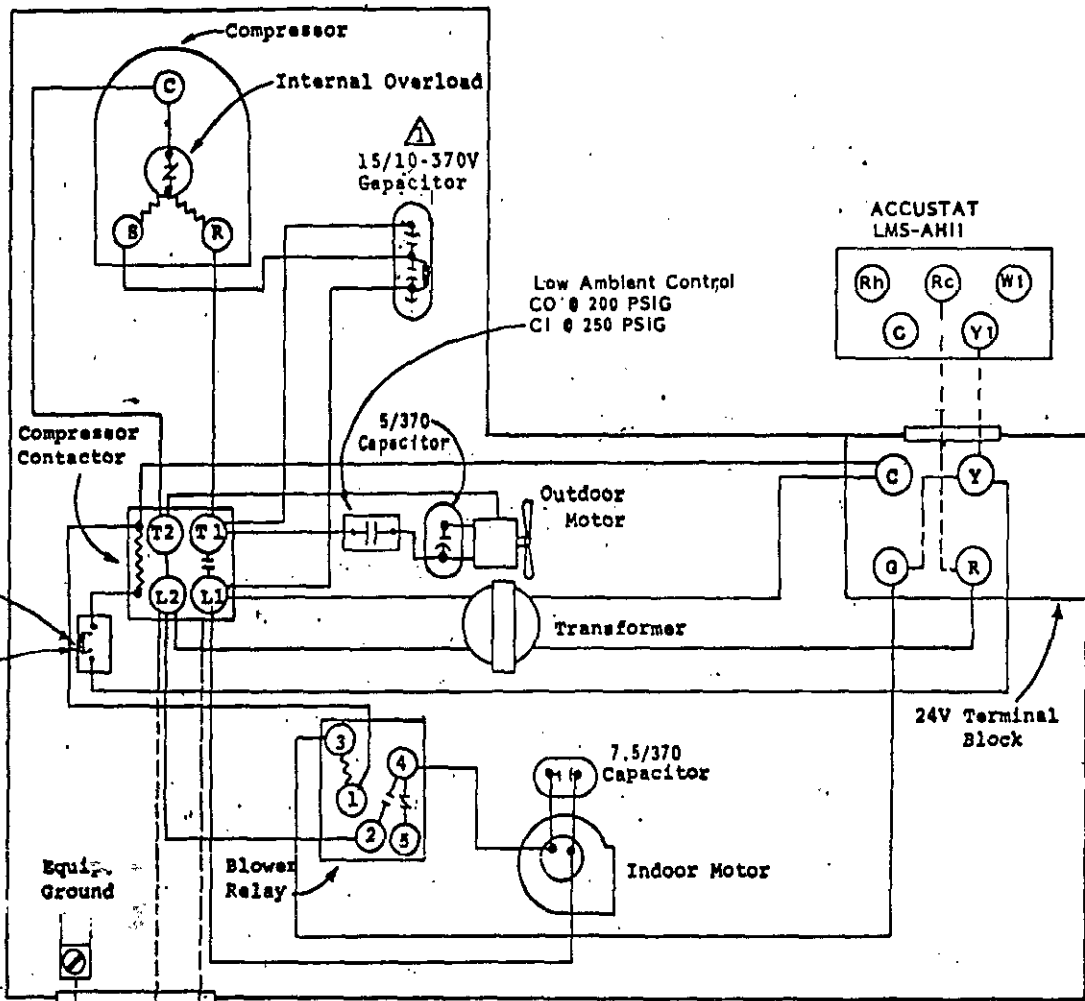 Compressor
C
Internal Overload
1
15/10-370V
Gapacitor
S
R
ACCUSTAT
LMS-AH11
Rh
Rc
W1
G
Y1
Low Ambient Control
CO @ 200 PSIG
CI @ 250 PSIG
5/370
Capacitor
Compressor
Contactor
Outdoor
Motor
C
Y
T2
T1
G
R
L2
L1
Transformer
24V Terminal
Block
3
4
1
2
5
7.5/370
Capacitor
Blower
Relay
Indoor Motor
Equip
Ground